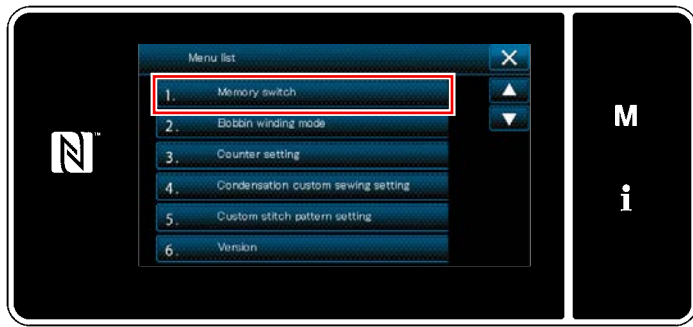 Menu list
1. Memory switch
2. Bobbin winding mode
3. Counter setting
4. Condensation custom sewing setting
5. Custom stitch pattern setting
6. Version
M
i